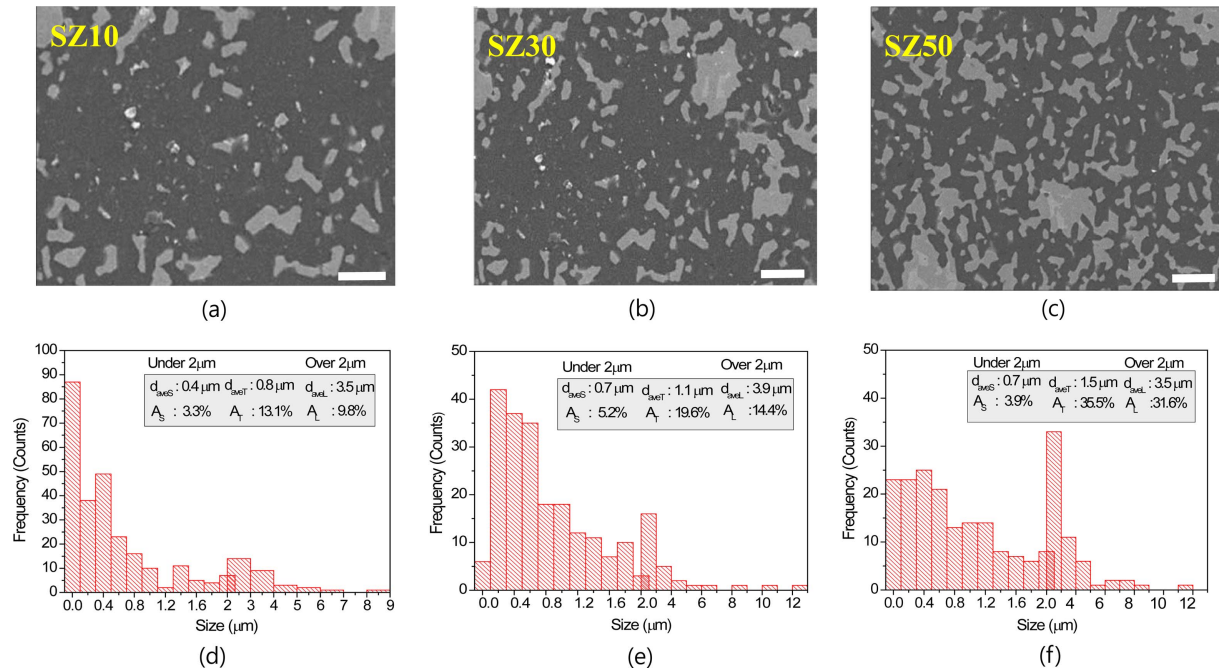 SZ10
SZ30
SZ50
(a)
(b)
(c)
100
90
80
70
60
50
40
30
20
10
0
Frequency (Counts)
Under 2μm Over 2μm
d_aveS : 0.4 μm d_aveT : 0.8 μm d_aveL : 3.5 μm
A_S : 3.3% A_T : 13.1% A_L : 9.8%
0.0 0.4 0.8 1.2 1.6 2 3 4 5 6 7 8 9
Size (μm)
(d)
50
40
30
20
10
0
Frequency (Counts)
Under 2μm Over 2μm
d_aveS : 0.7 μm d_aveT : 1.1 μm d_aveL : 3.9 μm
A_S : 5.2% A_T : 19.6% A_L : 14.4%
0.0 0.4 0.8 1.2 1.6 2.0 4 6 8 10 12
Size (μm)
(e)
50
40
30
20
10
0
Frequency (Counts)
Under 2μm Over 2μm
d_aveS : 0.7 μm d_aveT : 1.5 μm d_aveL : 3.5 μm
A_S : 3.9% A_T : 35.5% A_L : 31.6%
0.0 0.4 0.8 1.2 1.6 2.0 4 6 8 10 12
Size (μm)
(f)